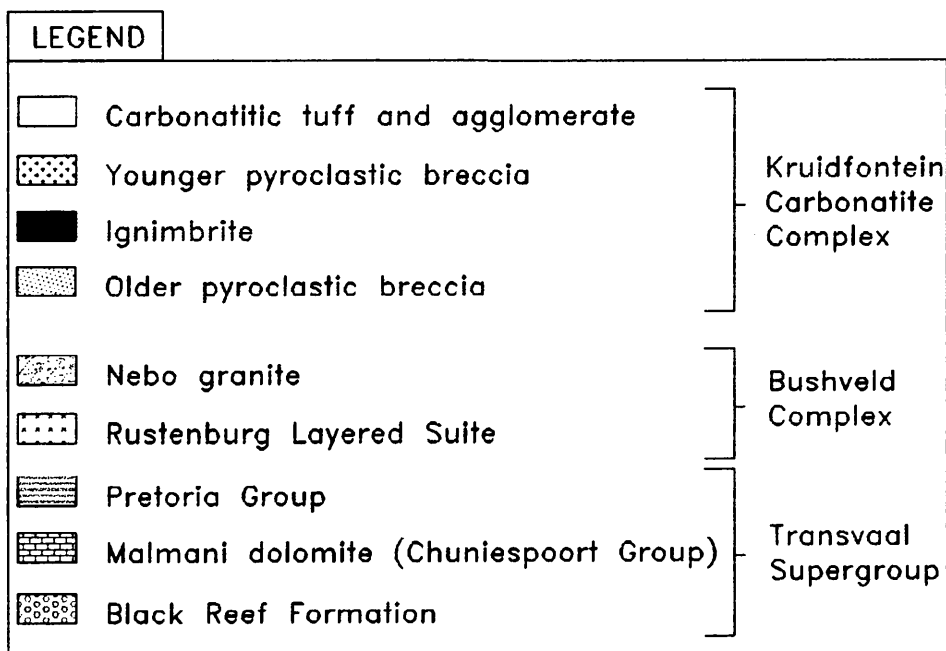 LEGEND
Carbonatitic tuff and agglomerate
Younger pyroclastic breccia
Ignimbrite
Older pyroclastic breccia
Kruidfontein
Carbonatite
Complex
Nebo granite
Rustenburg Layered Suite
Bushveld
Complex
Pretoria Group
Malmani dolomite (Chuniespoort Group)
Black Reef Formation
Transvaal
Supergroup